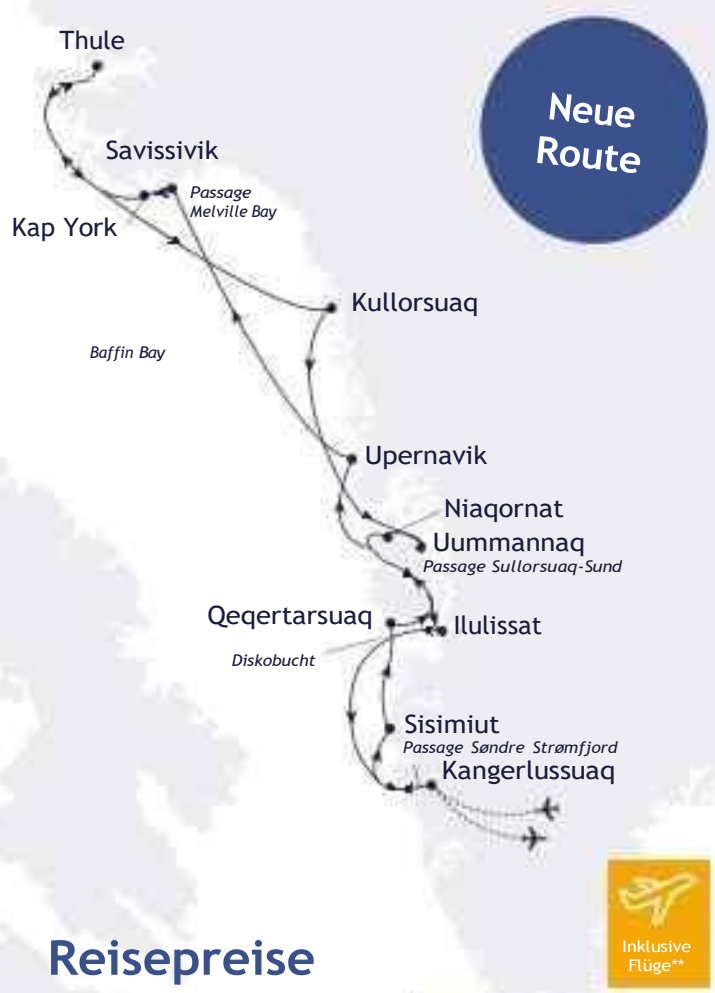 Thule
Neue
Route
Savissivik
Passage
Melville Bay
Kap York
Kullorsuaq
Baffin Bay
Upernavik
Niaqornat
Uummannaq
Passage Sullorsuaq-Sund
Qeqertarsuaq
Ilulissat
Diskobucht
Sisimiut
Passage Søndre Strømfjord
Kangerlussuaq
Inklusive
Flüge**
Reisepreise